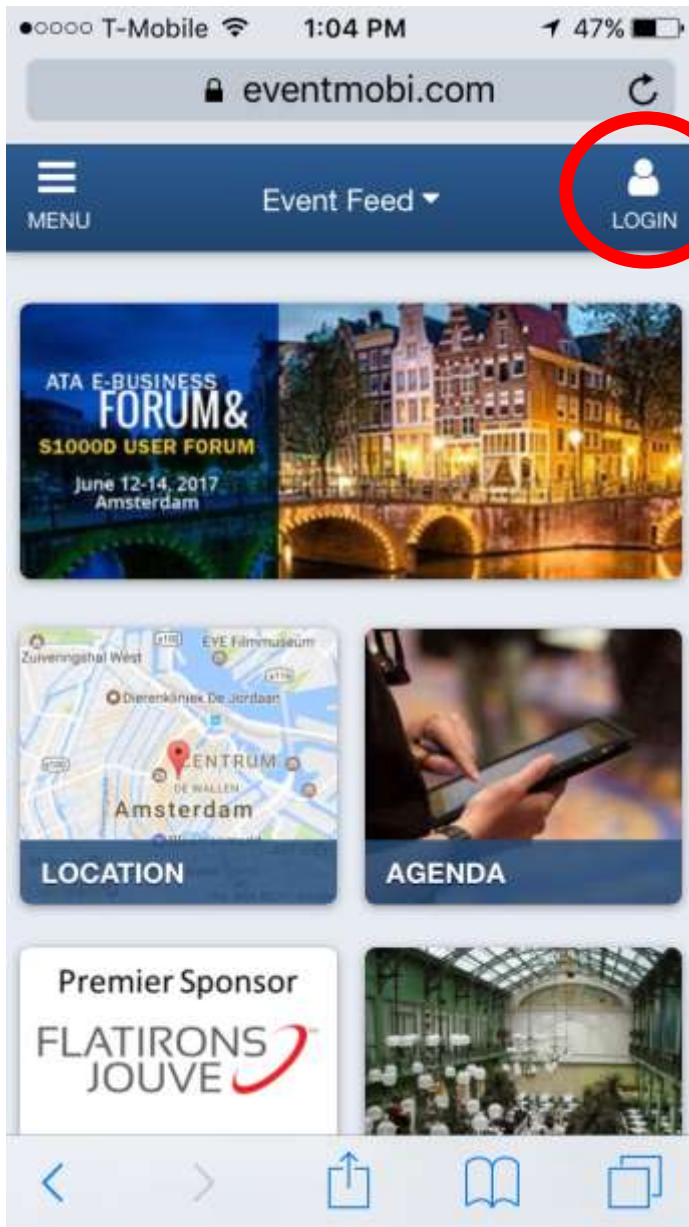 T-Mobile 1:04 PM 47%
eventmobi.com
MENU
Event Feed
LOGIN
ATA E-BUSINESS
FORUM&
S1000D USER FORUM
June 12-14, 2017
Amsterdam
EYE Filmmuseum
Zuiveringshal West
Dierenkliniek De Jordaan
CENTRUM
DE WALLEN
Amsterdam
LOCATION
AGENDA
Premier Sponsor
FLATIRONS
JOUVE